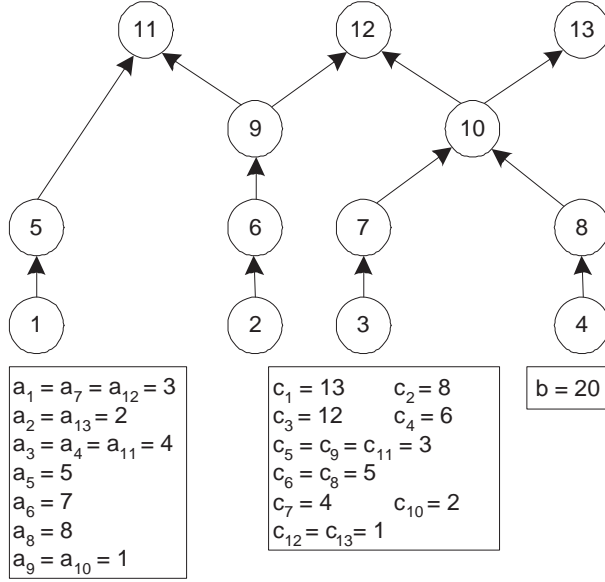 11 12 13
9 10
5 6 7 8
1 2 3 4
a₁ = a₇ = a₁₂ = 3
a₂ = a₁₃ = 2
a₃ = a₄ = a₁₁ = 4
a₅ = 5
a₆ = 7
a₈ = 8
a₉ = a₁₀ = 1
c₁ = 13 c₂ = 8
c₃ = 12 c₄ = 6
c₅ = c₉ = c₁₁ = 3
c₆ = c₈ = 5
c₇ = 4 c₁₀ = 2
c₁₂ = c₁₃ = 1
b = 20